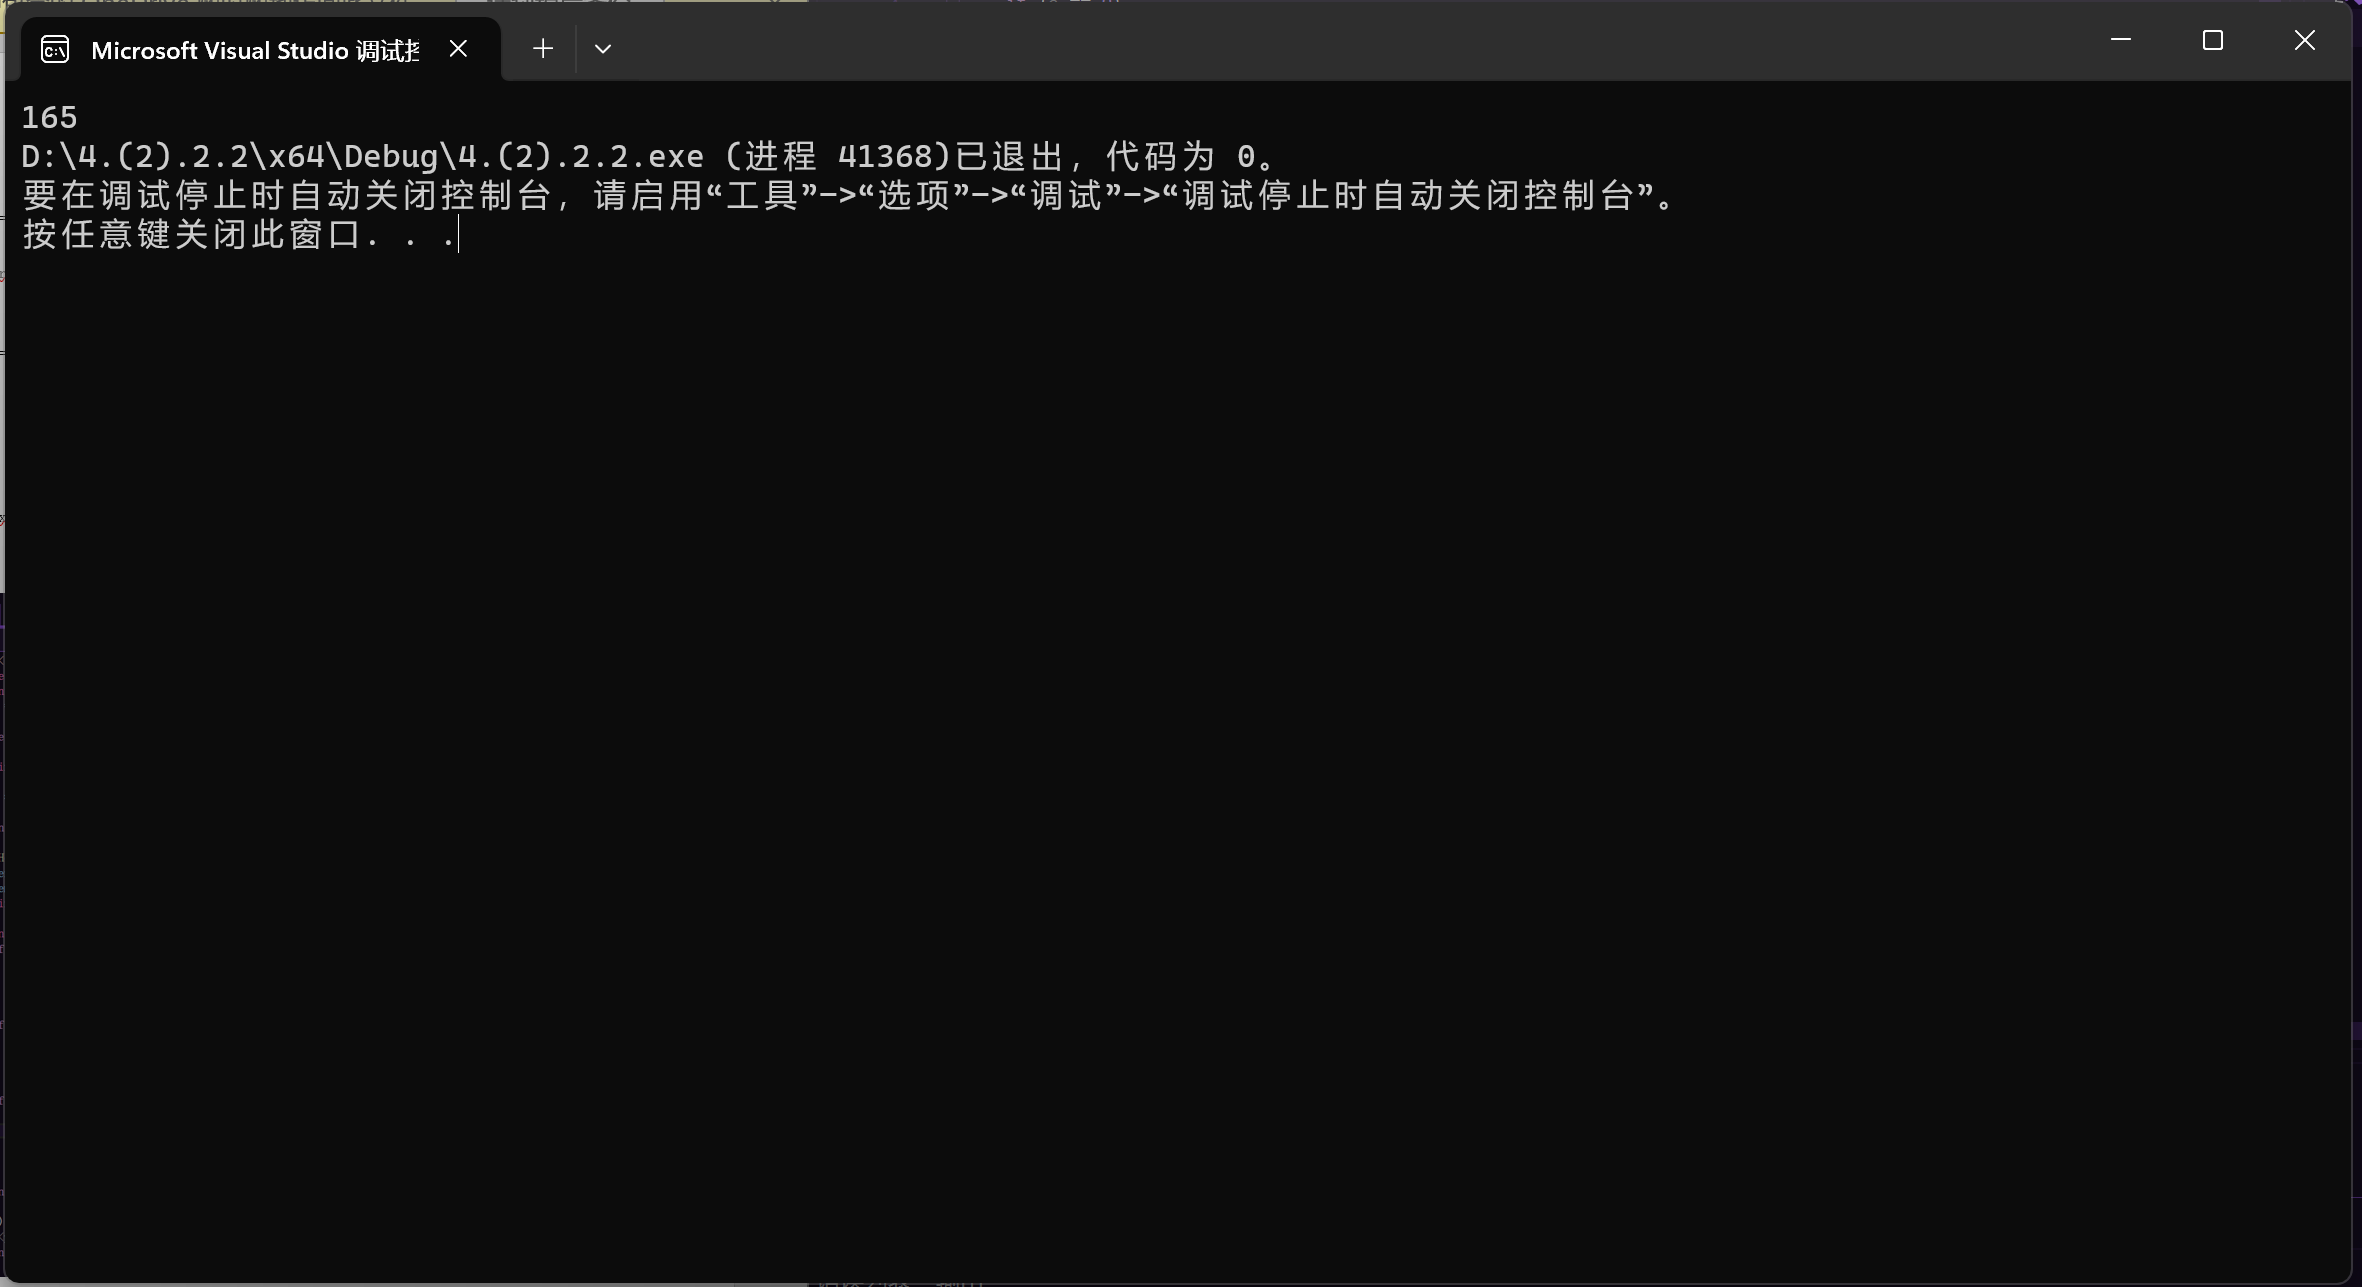 Microsoft Visual Studio 调试
165
D:\4.(2).2.2\x64\Debug\4.(2).2.2.exe (进程 41368)已退出，代码为 0。
要在调试停止时自动关闭控制台，请启用“工具”->“选项”->“调试”->“调试停止时自动关闭控制台”。
按任意键关闭此窗口. . .